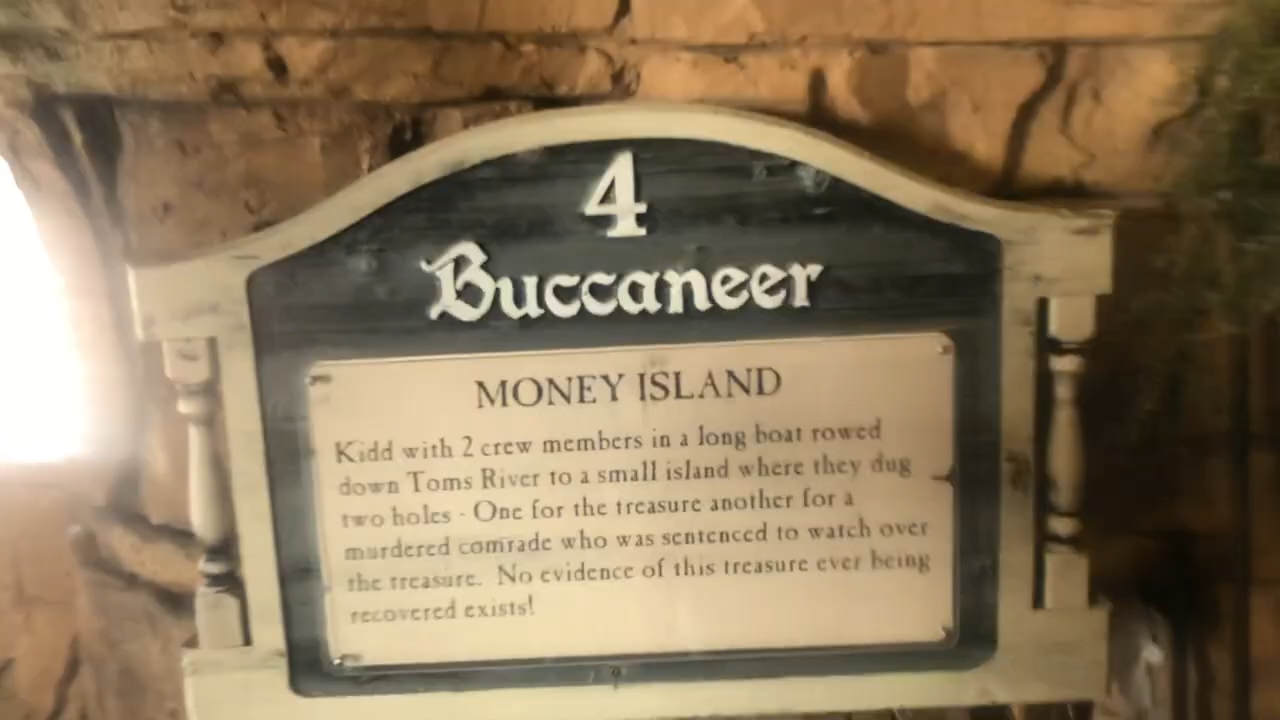 4
Buccaneer
MONEY ISLAND
Kidd with 2 crew members in a long boat rowed
down Toms River to a small island where they dug
two holes - One for the treasure another for a
murdered comrade who was sentenced to watch over
the treasure. No evidence of this treasure ever being
recovered exists!